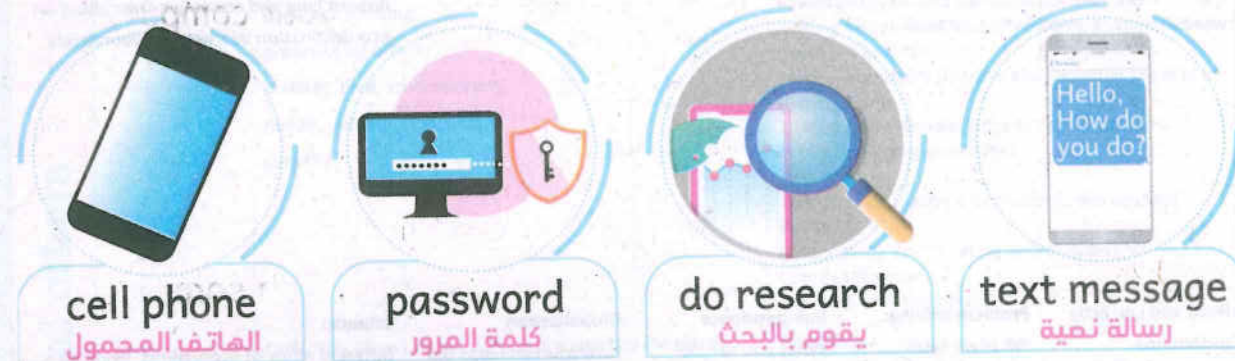 Hello,
How do
you do?
cell phone
الهاتف المحمول
password
كلمة المرور
do research
يقوم بالبحث
text message
رسالة نصية